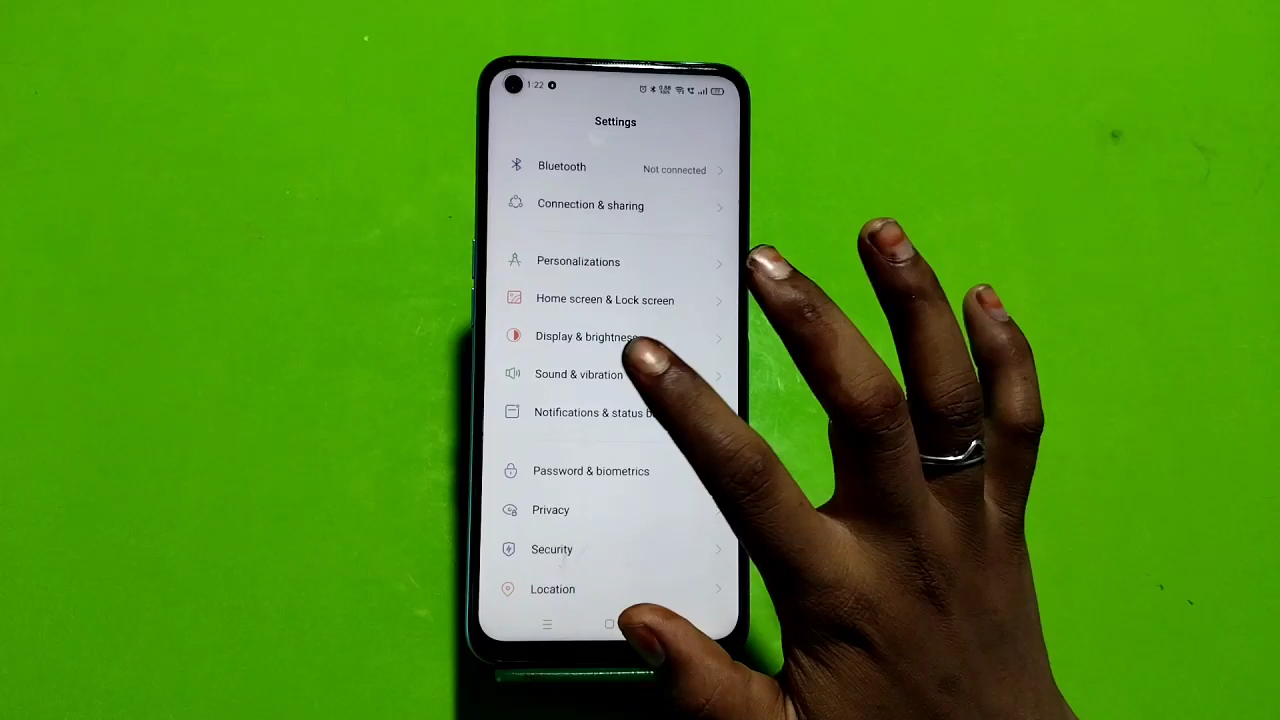 1:22
Settings
Bluetooth Not connected
Connection & sharing
Personalizations
Home screen & Lock screen
Display & brightness
Sound & vibration
Notifications & status b
Password & biometrics
Privacy
Security
Location